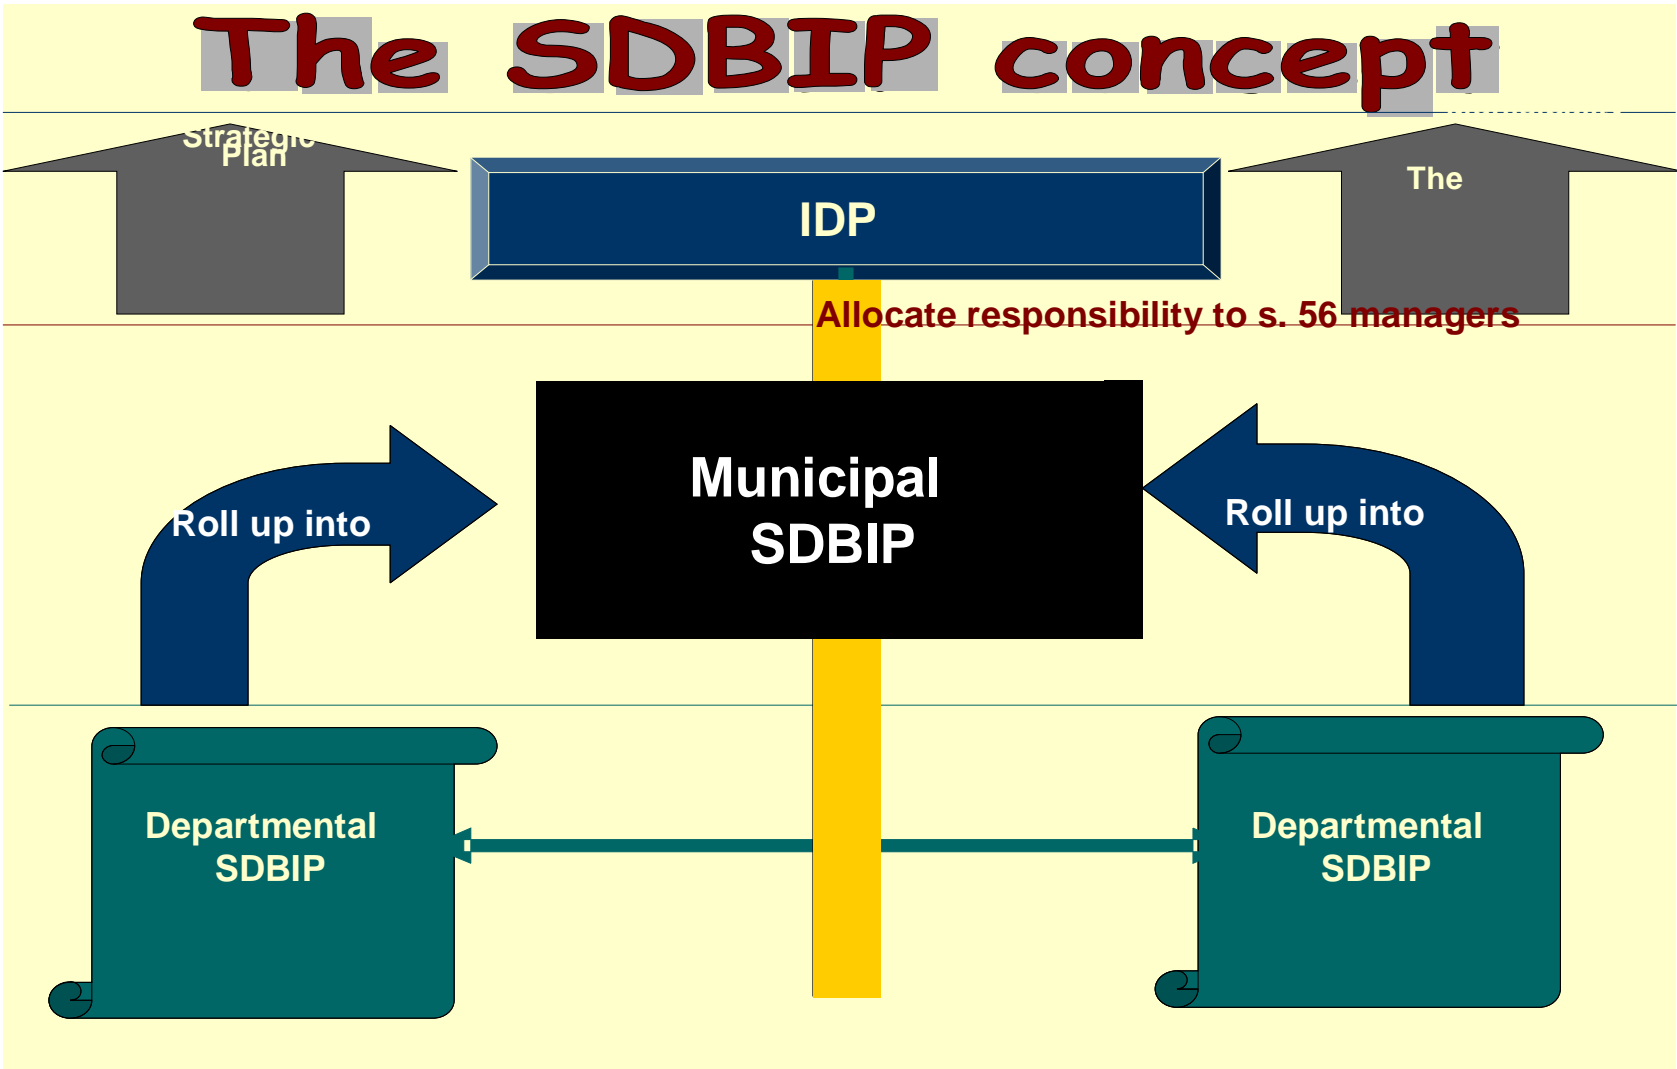 The SDBIP concept
Strategic
Plan
The
IDP
Allocate responsibility to s. 56 managers
Municipal
SDBIP
Roll up into
Roll up into
Departmental
SDBIP
Departmental
SDBIP